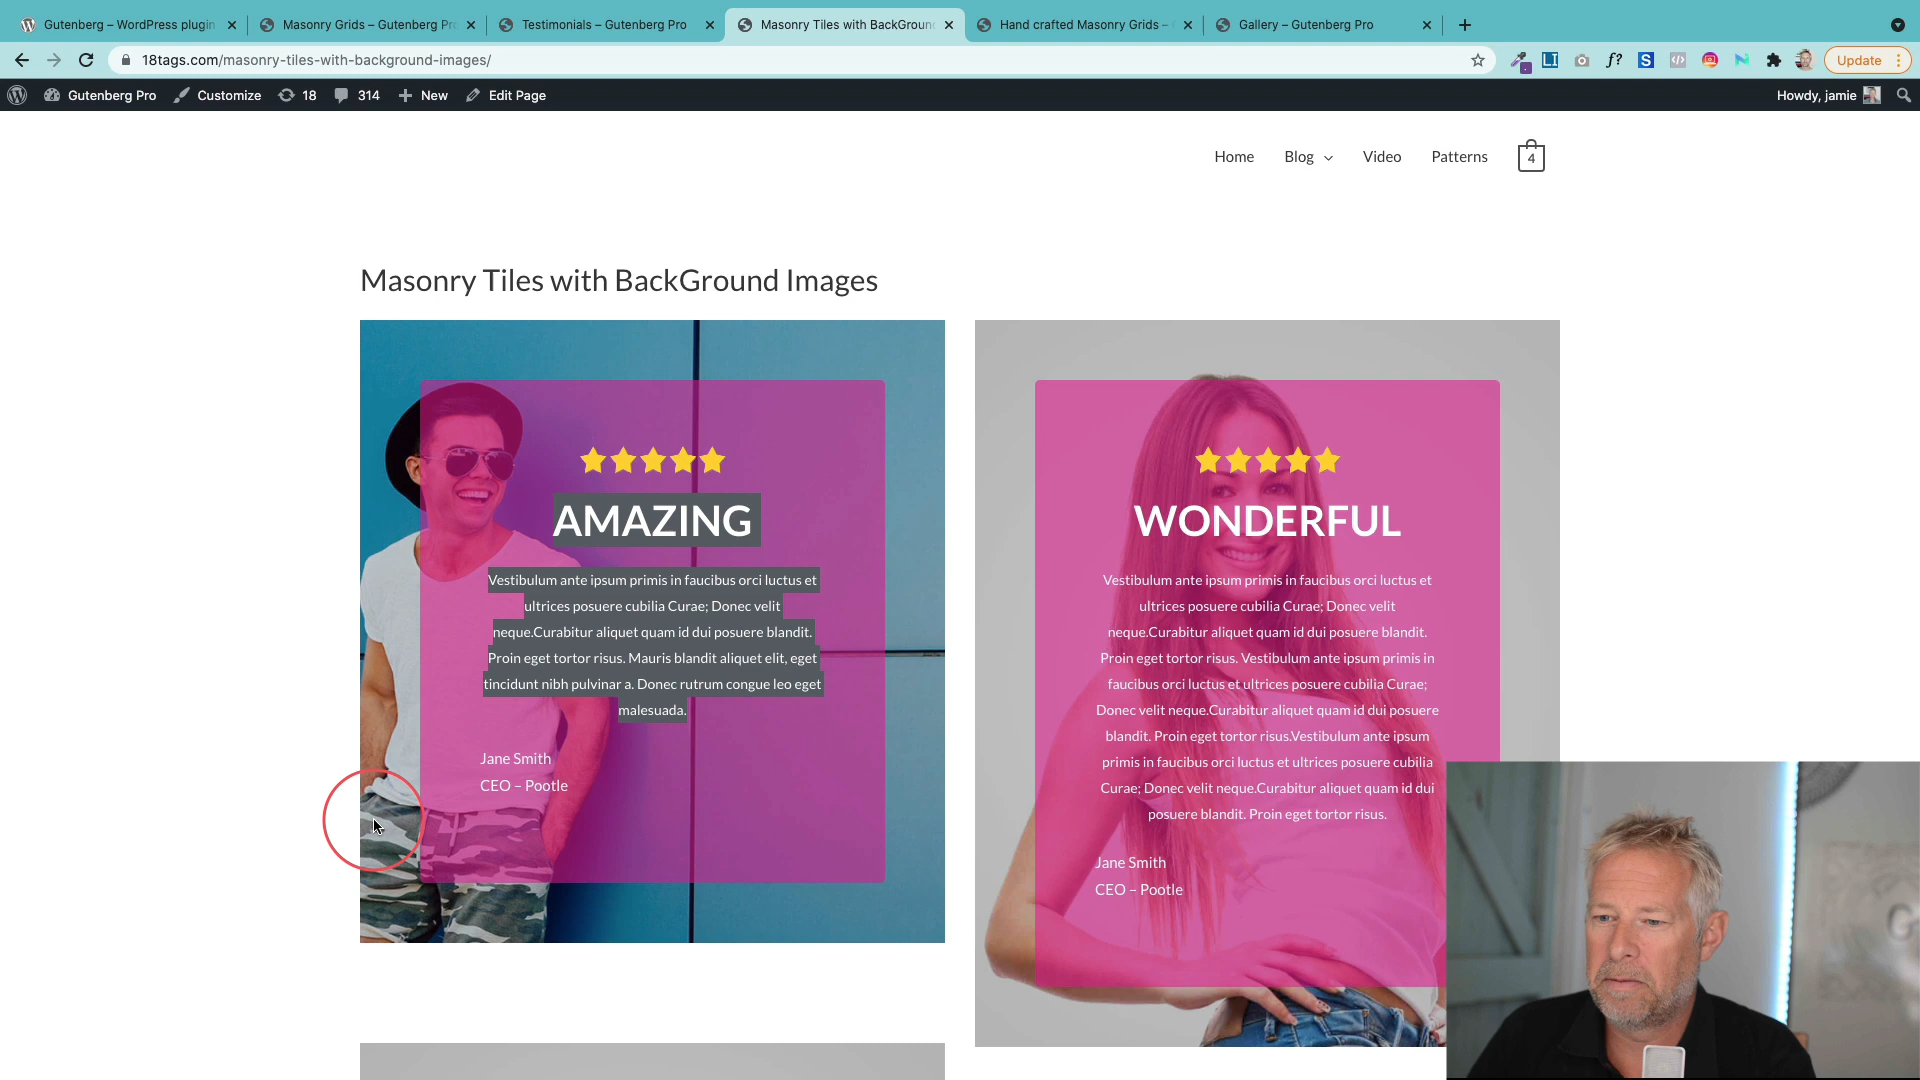 Gutenberg – WordPress plugin
Masonry Grids – Gutenberg Pr
Testimonials – Gutenberg Pro
Masonry Tiles with BackGroun
Hand crafted Masonry Grids –
Gallery – Gutenberg Pro
18tags.com/masonry-tiles-with-background-images/
Update
Gutenberg Pro
Customize
18
314
New
Edit Page
Howdy, jamie
Home
Blog
Video
Patterns
4
Masonry Tiles with BackGround Images
AMAZING
Vestibulum ante ipsum primis in faucibus orci luctus et
ultrices posuere cubilia Curae; Donec velit
neque.Curabitur aliquet quam id dui posuere blandit.
Proin eget tortor risus. Mauris blandit aliquet elit, eget
tincidunt nibh pulvinar a. Donec rutrum congue leo eget
malesuada.
Jane Smith
CEO – Pootle
WONDERFUL
Vestibulum ante ipsum primis in faucibus orci luctus et
ultrices posuere cubilia Curae; Donec velit
neque.Curabitur aliquet quam id dui posuere blandit.
Proin eget tortor risus. Vestibulum ante ipsum primis in
faucibus orci luctus et ultrices posuere cubilia Curae;
Donec velit neque.Curabitur aliquet quam id dui posuere
blandit. Proin eget tortor risus.Vestibulum ante ipsum
primis in faucibus orci luctus et ultrices posuere cubilia
Curae; Donec velit neque.Curabitur aliquet quam id dui
posuere blandit. Proin eget tortor risus.
Jane Smith
CEO – Pootle